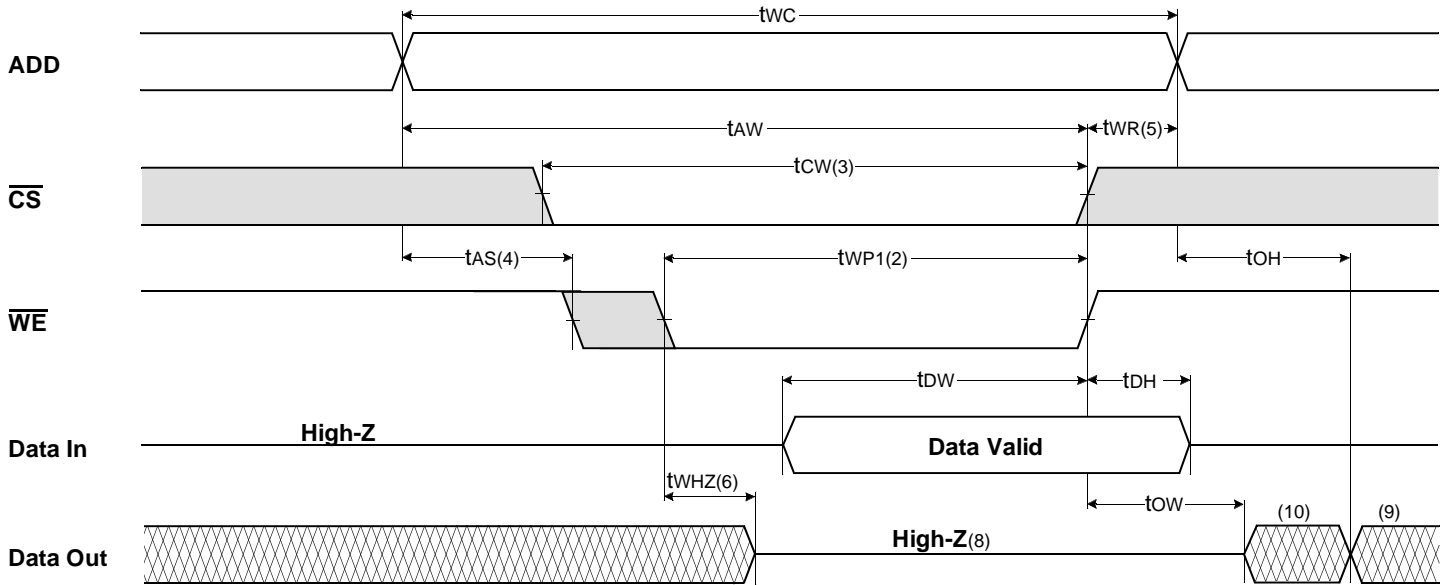 tWC
ADD
tAW
tWR(5)
tCW(3)
CS
tAS(4)
tWP1(2)
tOH
WE
tDW
tDH
High-Z
Data In
Data Valid
tWHZ(6)
tOW
(10)
(9)
High-Z(8)
Data Out